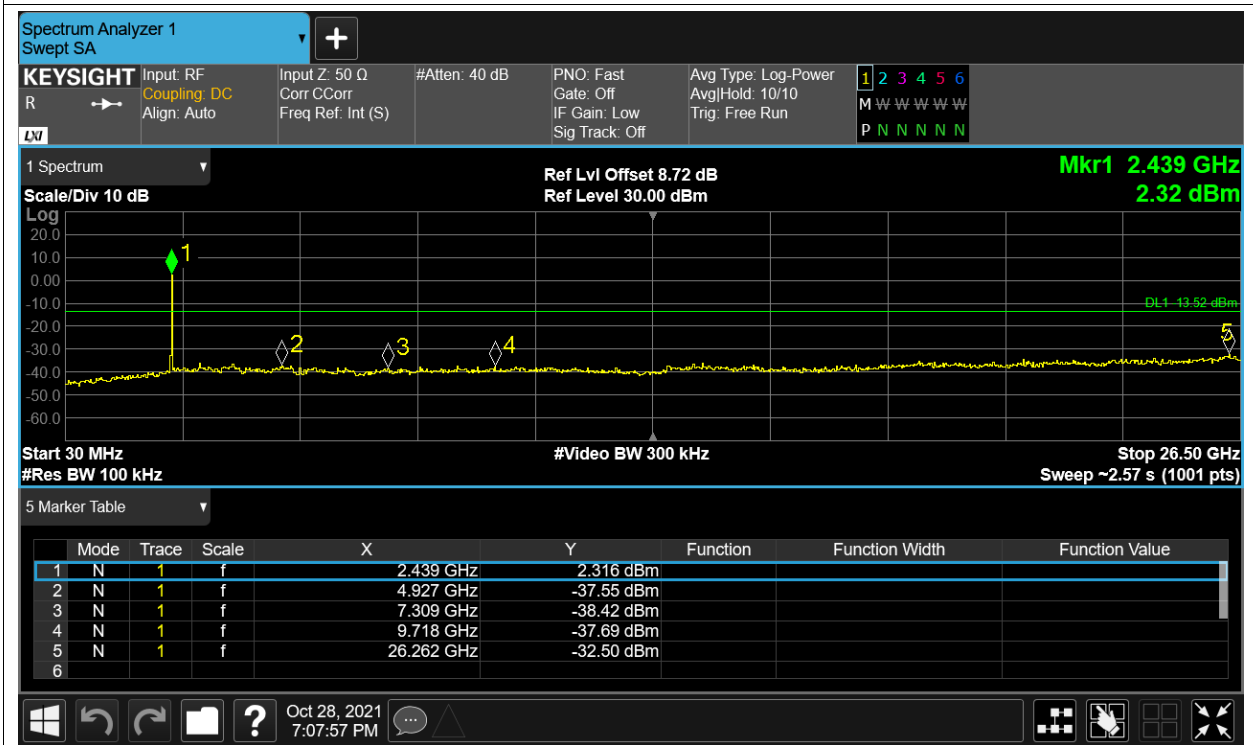 Spectrum Analyzer 1
Swept SA
+
KEYSIGHT Input: RF Input Z: 50 Ω #Atten: 40 dB PNO: Fast Avg Type: Log-Power 1 2 3 4 5 6
R Coupling: DC Corr CCorr Gate: Off Avg|Hold: 10/10 M W W W W W
Align: Auto Freq Ref: Int (S) IF Gain: Low Trig: Free Run
LXI Sig Track: Off P N N N N N
1 Spectrum Ref Lvl Offset 8.72 dB Mkr1 2.439 GHz
Scale/Div 10 dB Ref Level 30.00 dBm 2.32 dBm
Log
20.0
10.0 1
0.00
-10.0 DL1 -13.52 dBm
-20.0
-30.0 2 3 4 5
-40.0
-50.0
-60.0
Start 30 MHz #Video BW 300 kHz Stop 26.50 GHz
#Res BW 100 kHz Sweep ~2.57 s (1001 pts)
5 Marker Table
Mode Trace Scale X Y Function Function Width Function Value
1 N 1 f 2.439 GHz 2.316 dBm
2 N 1 f 4.927 GHz -37.55 dBm
3 N 1 f 7.309 GHz -38.42 dBm
4 N 1 f 9.718 GHz -37.69 dBm
5 N 1 f 26.262 GHz -32.50 dBm
6
? Oct 28, 2021
7:07:57 PM